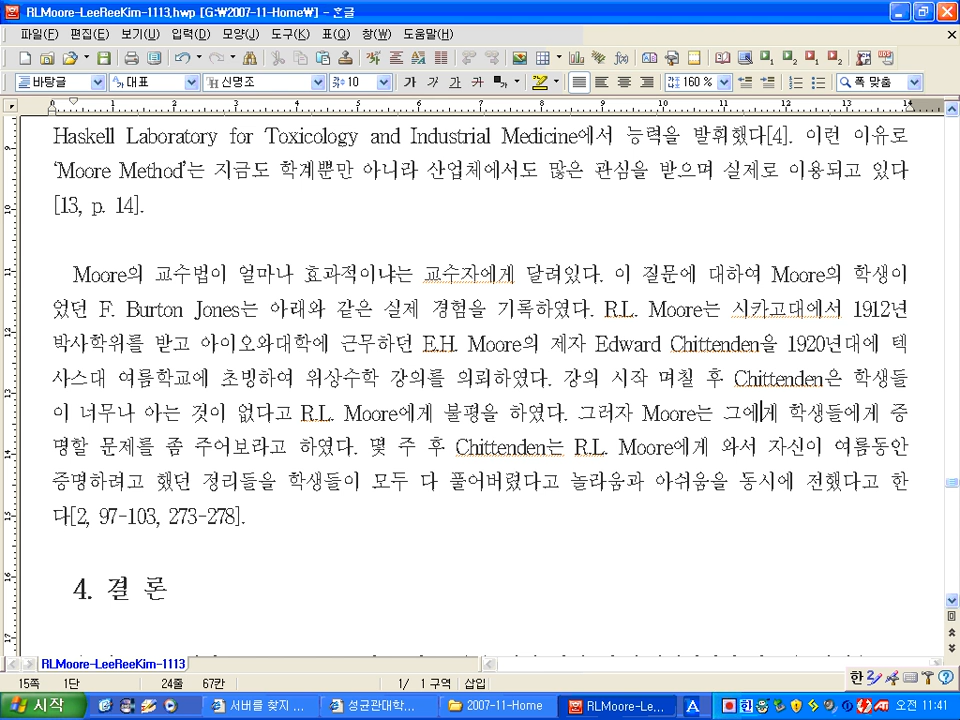 RLMoore-LeeReeKim-1113,hwp [G:₩2007-11-Home₩] - 한글
파일(F) 편집(E) 보기(U) 입력(D) 모양(J) 도구(K) 표(Q) 창(W) 도움말(H)
바탕글 대표 신명조 10 가 가 가 가 160 % 폭 맞춤
1 2 3 4 5 6 7 8 9 10 11 12 13 14
Haskell Laboratory for Toxicology and Industrial Medicine에서 능력을 발휘했다[4]. 이런 이유로
‘Moore Method’는 지금도 학계뿐만 아니라 산업체에서도 많은 관심을 받으며 실제로 이용되고 있다
[13, p. 14].
Moore의 교수법이 얼마나 효과적이냐는 교수자에게 달려있다. 이 질문에 대하여 Moore의 학생이
었던 F. Burton Jones는 아래와 같은 실제 경험을 기록하였다. R.L. Moore는 시카고대에서 1912년
박사학위를 받고 아이오와대학에 근무하던 E.H. Moore의 제자 Edward Chittenden을 1920년대에 텍
사스대 여름학교에 초빙하여 위상수학 강의를 의뢰하였다. 강의 시작 며칠 후 Chittenden은 학생들
이 너무나 아는 것이 없다고 R.L. Moore에게 불평을 하였다. 그러자 Moore는 그에게 학생들에게 증
명할 문제를 좀 주어보라고 하였다. 몇 주 후 Chittenden는 R.L. Moore에게 와서 자신이 여름동안
증명하려고 했던 정리들을 학생들이 모두 다 풀어버렸다고 놀라움과 아쉬움을 동시에 전했다고 한
다[2, 97-103, 273-278].
4. 결 론
RLMoore-LeeReeKim-1113
15쪽 1단 24줄 67칸 1/ 1 구역 삽입 한
시작 서버를 찾지 ... 성균관대학... 2007-11-Home RLMoore-Le... A 오전 11:41